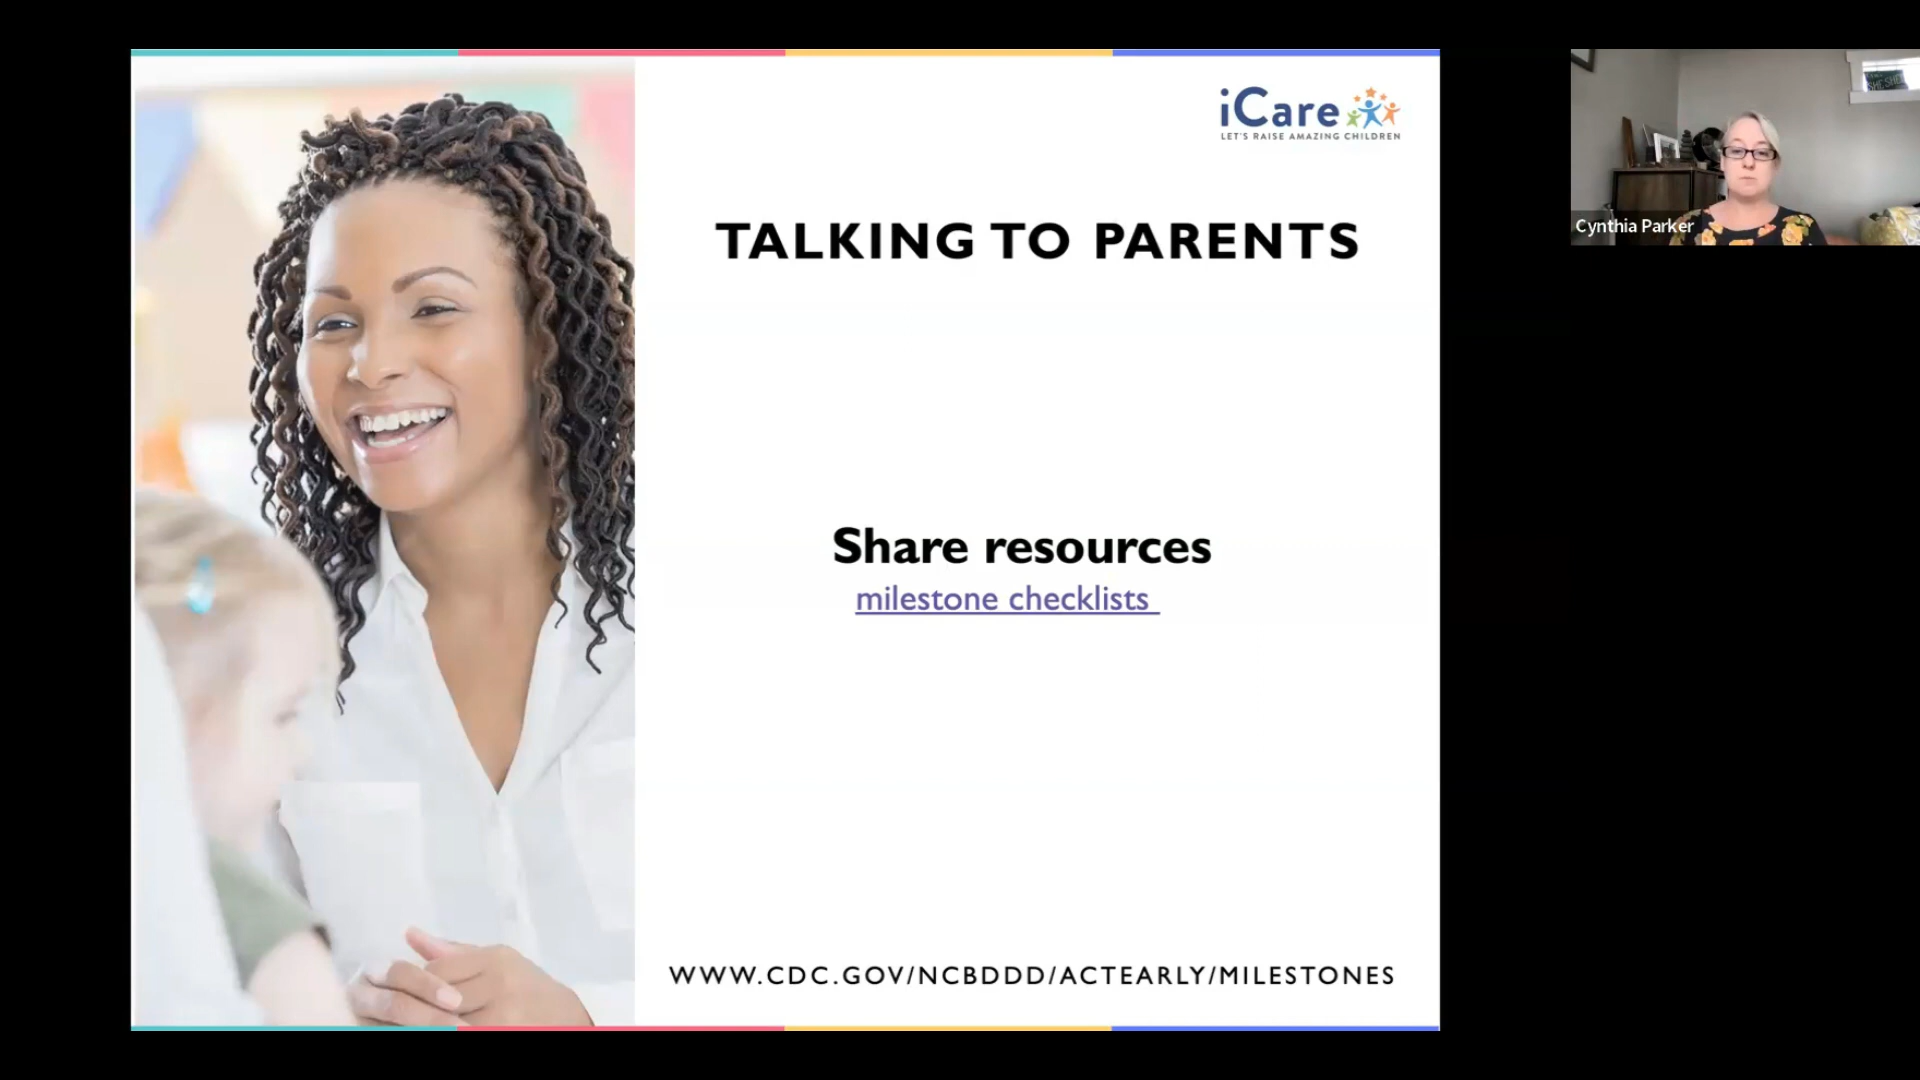 iCare
LET'S RAISE AMAZING CHILDREN
TALKING TO PARENTS
Share resources
milestone checklists
WWW.CDC.GOV/NCBDDD/ACTEARLY/MILESTONES
Cynthia Parker